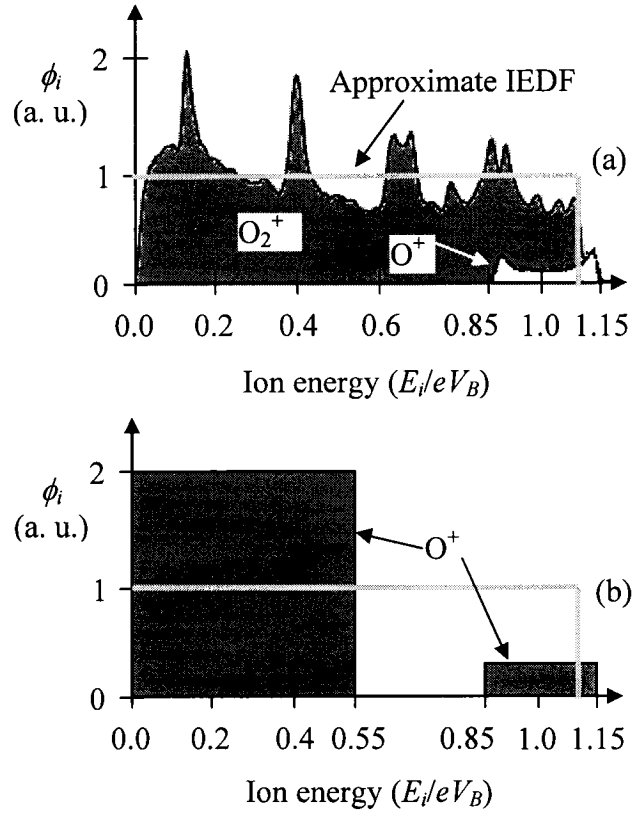 ϕᵢ
(a. u.)
2
1
0
Approximate IEDF
(a)
O₂⁺
O⁺
0.0 0.2 0.4 0.6 0.85 1.0 1.15
Ion energy (Eᵢ/eV_B)
ϕᵢ
(a. u.)
2
1
0
O⁺
(b)
0.0 0.2 0.4 0.55 0.85 1.0 1.15
Ion energy (Eᵢ/eV_B)